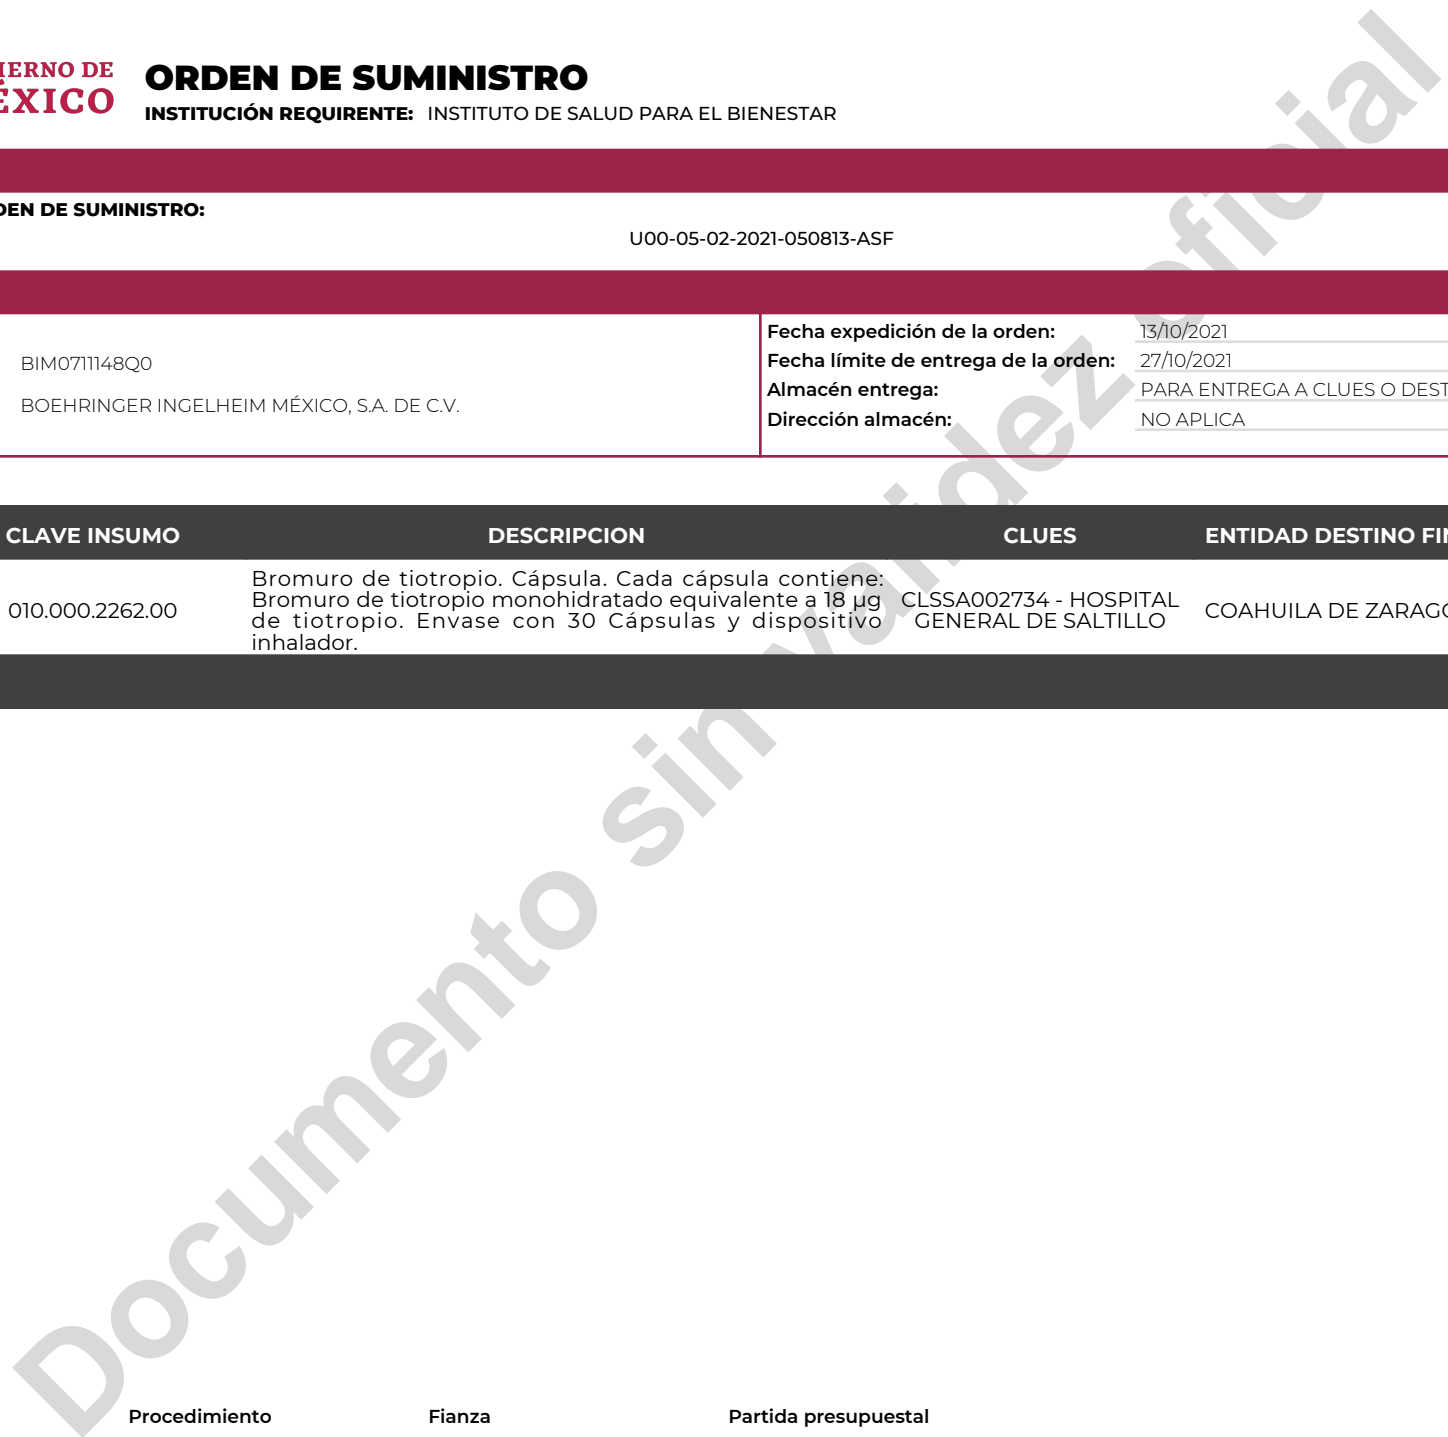 IERNO DE
ÉXICO
ORDEN DE SUMINISTRO
INSTITUCIÓN REQUIRENTE: INSTITUTO DE SALUD PARA EL BIENESTAR
DEN DE SUMINISTRO:
U00-05-02-2021-050813-ASF
BIM0711148Q0
BOEHRINGER INGELHEIM MÉXICO, S.A. DE C.V.
Fecha expedición de la orden: 13/10/2021
Fecha límite de entrega de la orden: 27/10/2021
Almacén entrega: PARA ENTREGA A CLUES O DEST
Dirección almacén: NO APLICA
CLAVE INSUMO DESCRIPCION CLUES ENTIDAD DESTINO FIN
010.000.2262.00
Bromuro de tiotropio. Cápsula. Cada cápsula contiene:
Bromuro de tiotropio monohidratado equivalente a 18 µg
de tiotropio. Envase con 30 Cápsulas y dispositivo
inhalador.
CLSSA002734 - HOSPITAL
GENERAL DE SALTILLO
COAHUILA DE ZARAGO
Documento sin validez oficial
Procedimiento Fianza Partida presupuestal